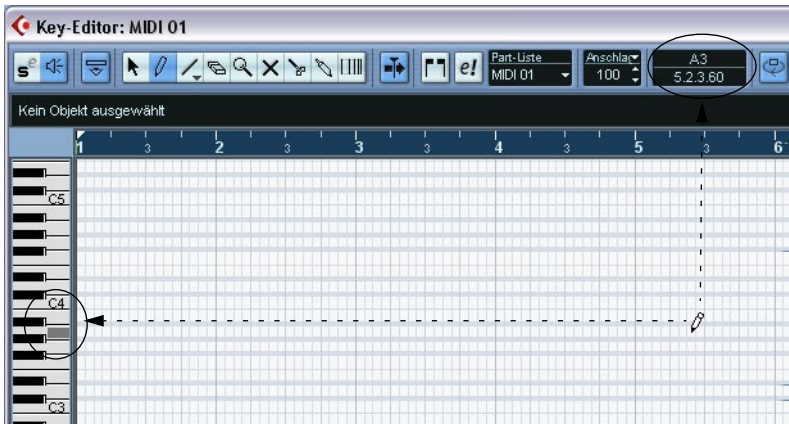 Key-Editor: MIDI 01
Part-Liste
MIDI 01
Anschlag
100
A3
5.2.3.60
Kein Objekt ausgewählt
1 3 2 3 3 3 4 3 5 3 6
C5
C4
C3